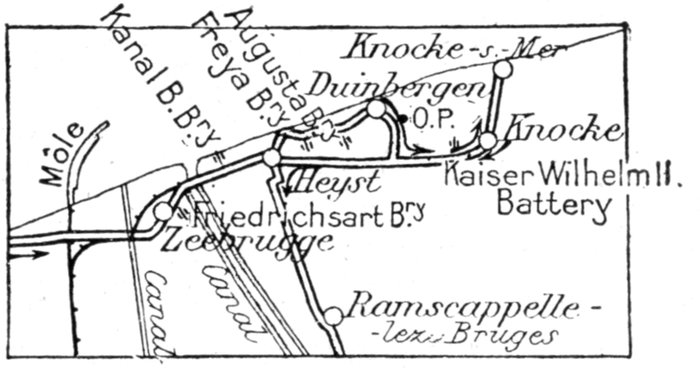 Knocke-s.-Mer
Augusta Bry
Freya B.ry
Kanal B.Bry
Duinbergen
O.P.
Knocke
Môle
Heyst
Kaiser Wilhelm II.
Battery
Friedrichsart Bry
Zeebrugge
Canal
Canal
Ramscappelle-
-lez-Bruges